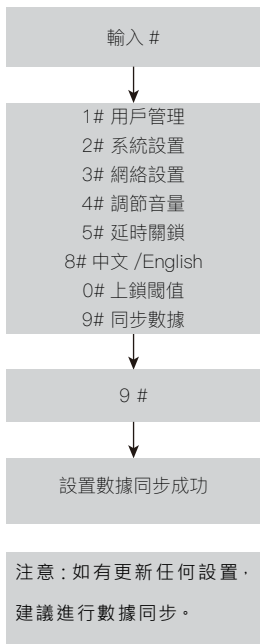 輸入 #
1# 用戶管理
2# 系統設置
3# 網絡設置
4# 調節音量
5# 延時關鎖
8# 中文 /English
0# 上鎖閾值
9# 同步數據
9 #
設置數據同步成功
注意 : 如有更新任何設置，
建議進行數據同步。